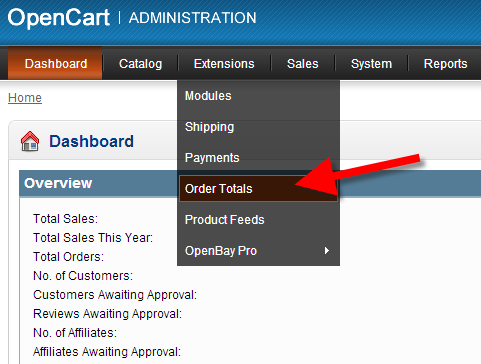 OpenCart | ADMINISTRATION
Dashboard Catalog Extensions Sales System Reports
Home
Modules
Shipping
Payments
Order Totals
Product Feeds
OpenBay Pro
Dashboard
Overview
Total Sales:
Total Sales This Year:
Total Orders:
No. of Customers:
Customers Awaiting Approval:
Reviews Awaiting Approval:
No. of Affiliates:
Affiliates Awaiting Approval: